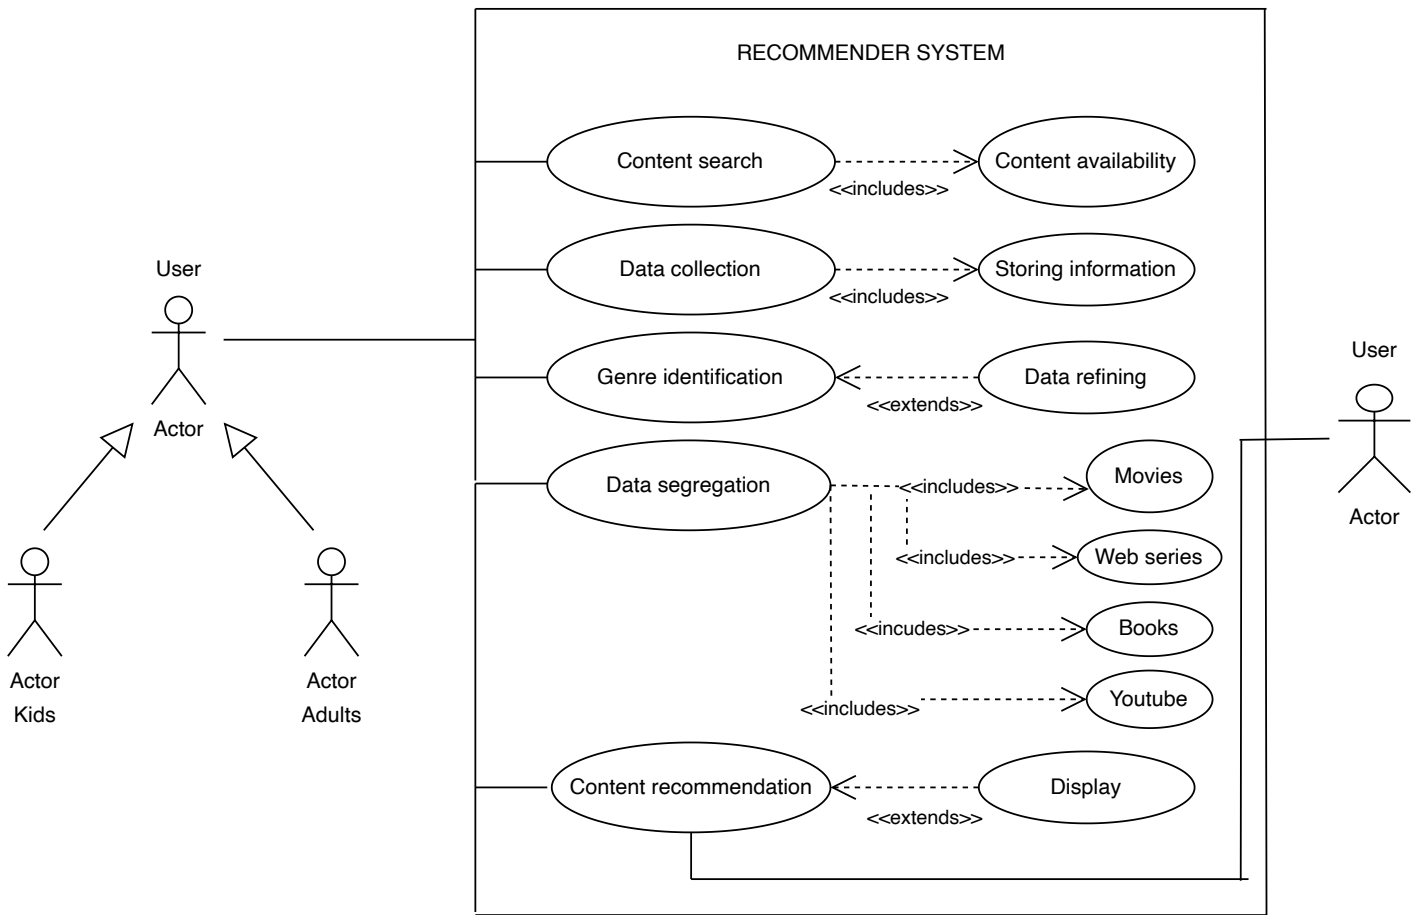 RECOMMENDER SYSTEM
Content search
<<includes>>
Content availability
Data collection
<<includes>>
Storing information
User
Actor
Genre identification
<<extends>>
Data refining
User
Actor
Data segregation
<<includes>>
Movies
<<includes>>
Web series
<<incudes>>
Books
<<includes>>
Youtube
Actor
Kids
Actor
Adults
Content recommendation
<<extends>>
Display